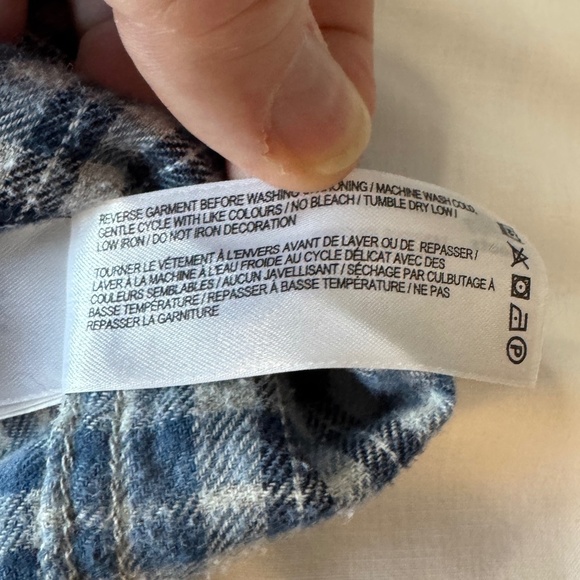 REVERSE GARMENT BEFORE WASHING / MACHINE WASH COLD
GENTLE CYCLE WITH LIKE COLOURS / NO BLEACH / TUMBLE DRY LOW /
LOW IRON / DO NOT IRON DECORATION
TOURNER LE VÊTEMENT À L'ENVERS AVANT DE LAVER OU DE REPASSER /
LAVER À LA MACHINE À L'EAU FROIDE AU CYCLE DÉLICAT AVEC DES
COULEURS SEMBLABLES / AUCUN JAVELLISANT / SÉCHAGE PAR CULBUTAGE À
BASSE TEMPÉRATURE / REPASSER À BASSE TEMPÉRATURE / NE PAS
REPASSER LA GARNITURE
P